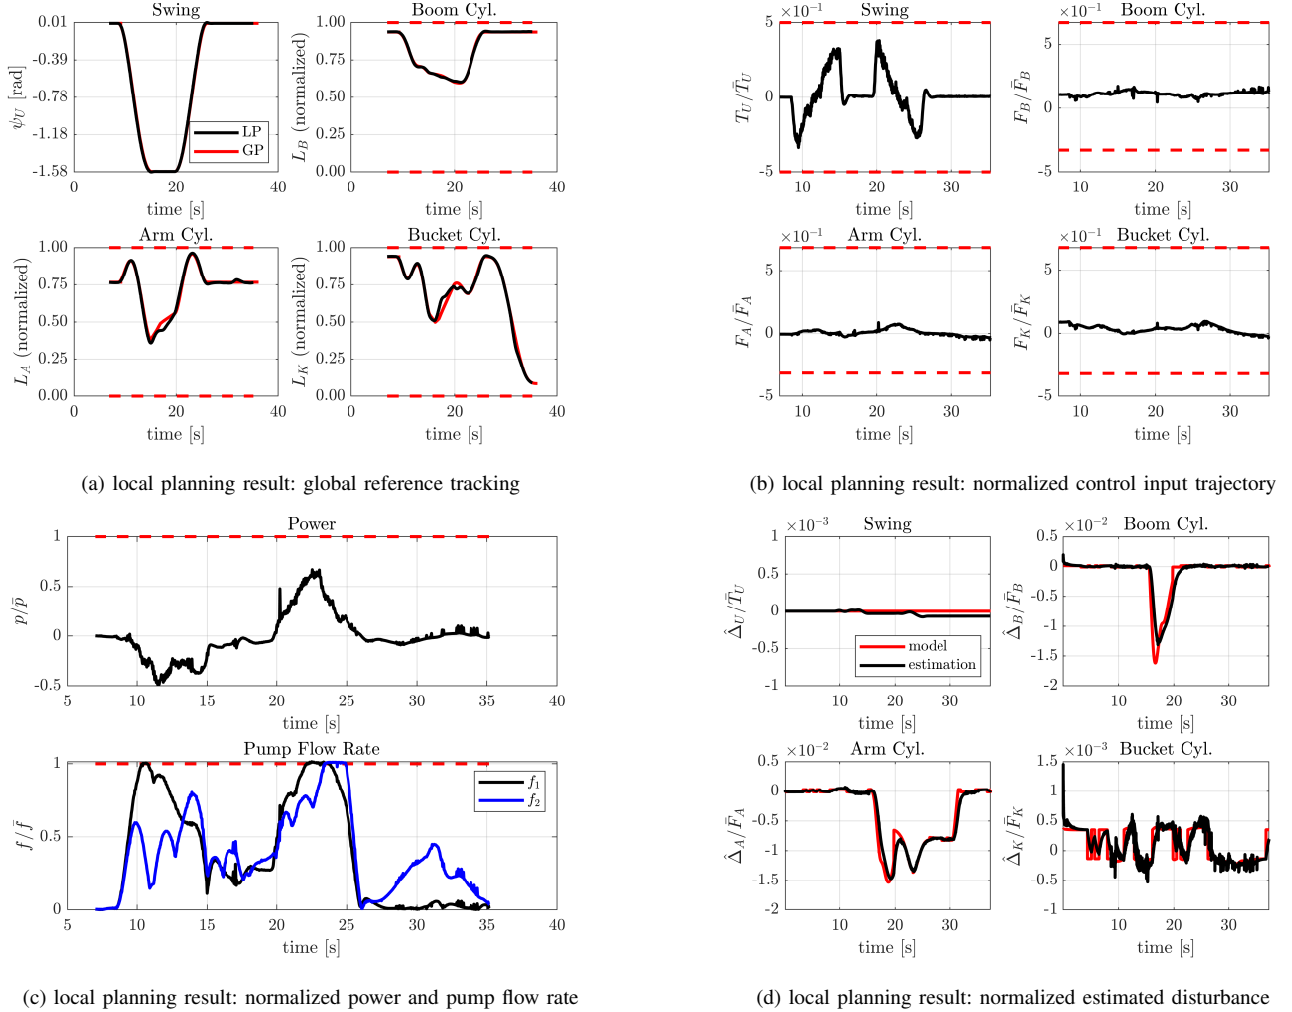 Swing
0.01
-0.39
-0.78
-1.18
-1.58
ψ_U [rad]
LP
GP
0 20 40
time [s]
Boom Cyl.
1.00
0.75
0.50
0.25
0.00
L_B (normalized)
0 20 40
time [s]
Arm Cyl.
1.00
0.75
0.50
0.25
0.00
L_A (normalized)
0 20 40
time [s]
Bucket Cyl.
1.00
0.75
0.50
0.25
0.00
L_K (normalized)
0 20 40
time [s]
(a) local planning result: global reference tracking
×10⁻¹
Swing
5
0
-5
T_U/T̄_U
10 20 30
time [s]
×10⁻¹
Boom Cyl.
5
0
-5
F_B/F̄_B
10 20 30
time [s]
×10⁻¹
Arm Cyl.
5
0
-5
F_A/F̄_A
10 20 30
time [s]
×10⁻¹
Bucket Cyl.
5
0
-5
F_K/F̄_K
10 20 30
time [s]
(b) local planning result: normalized control input trajectory
Power
1
0.5
0
-0.5
p/p̄
5 10 15 20 25 30 35 40
time [s]
Pump Flow Rate
1
0.5
0
f/f̄
f₁
f₂
5 10 15 20 25 30 35 40
time [s]
(c) local planning result: normalized power and pump flow rate
×10⁻³
Swing
1
0.5
0
-0.5
-1
Δ̂_U/T̄_U
model
estimation
10 20 30
time [s]
×10⁻²
Boom Cyl.
0.5
0
-0.5
-1
-1.5
-2
Δ̂_B/F̄_B
10 20 30
time [s]
×10⁻²
Arm Cyl.
0.5
0
-0.5
-1
-1.5
-2
Δ̂_A/F̄_A
10 20 30
time [s]
×10⁻³
Bucket Cyl.
1.5
1
0.5
0
-0.5
-1
Δ̂_K/F̄_K
10 20 30
time [s]
(d) local planning result: normalized estimated disturbance